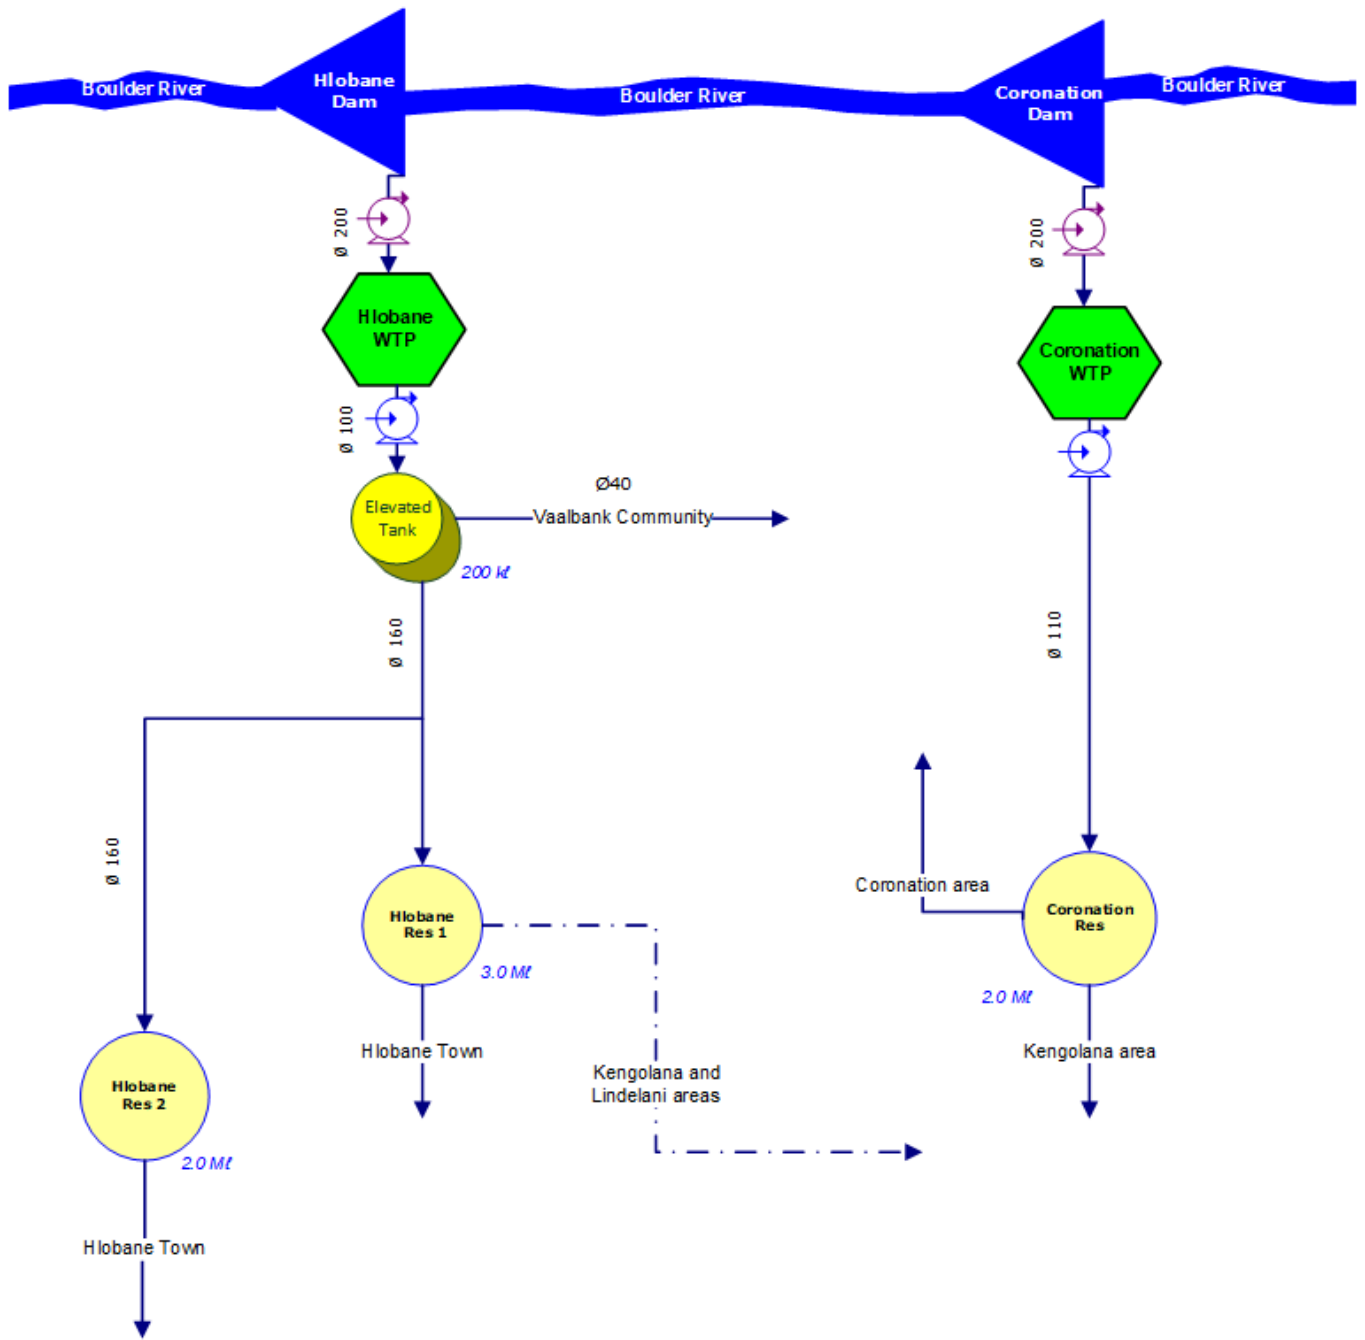 Boulder River
Hlobane
Dam
Boulder River
Coronation
Dam
Boulder River
Ø 200
Ø 200
Hlobane
WTP
Coronation
WTP
Ø 100
Elevated
Tank
Ø40
Vaalbank Community
200 kℓ
Ø 160
Ø 110
Ø 160
Coronation area
Hlobane
Res 1
Coronation
Res
3.0 Mℓ
2.0 Mℓ
Hlobane Town
Kengolana area
Kengolana and
Lindelani areas
Hlobane
Res 2
2.0 Mℓ
Hlobane Town